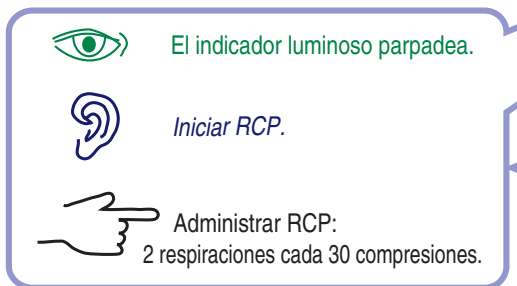 El indicador luminoso parpadea.
Iniciar RCP.
Administrar RCP:
2 respiraciones cada 30 compresiones.